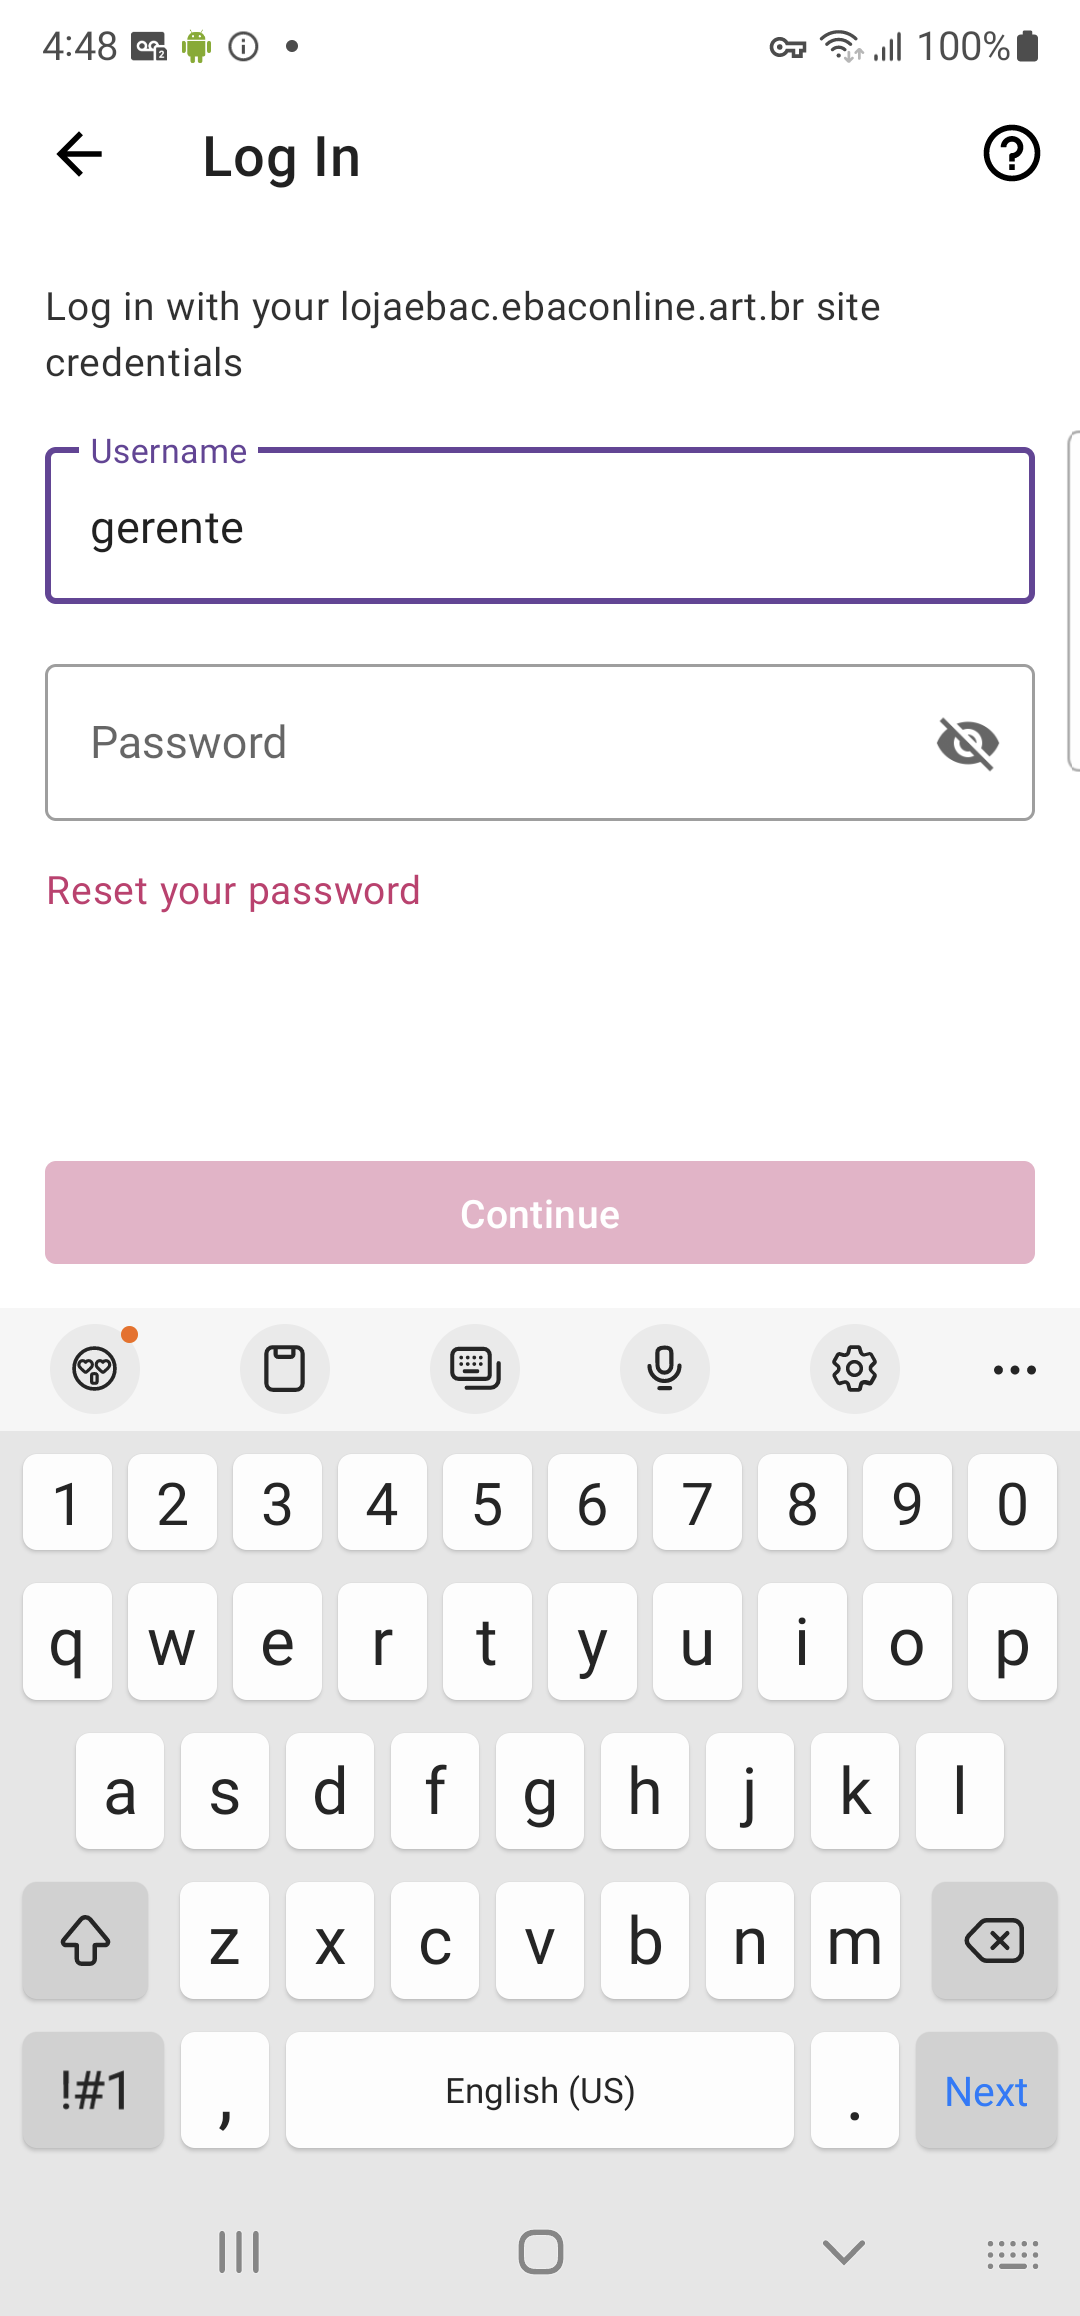 4:48 100%
Log In
Log in with your lojaebac.ebaconline.art.br site
credentials
Username
gerente
Password
Reset your password
Continue
1 2 3 4 5 6 7 8 9 0
q w e r t y u i o p
a s d f g h j k l
z x c v b n m
!#1 , English (US) . Next